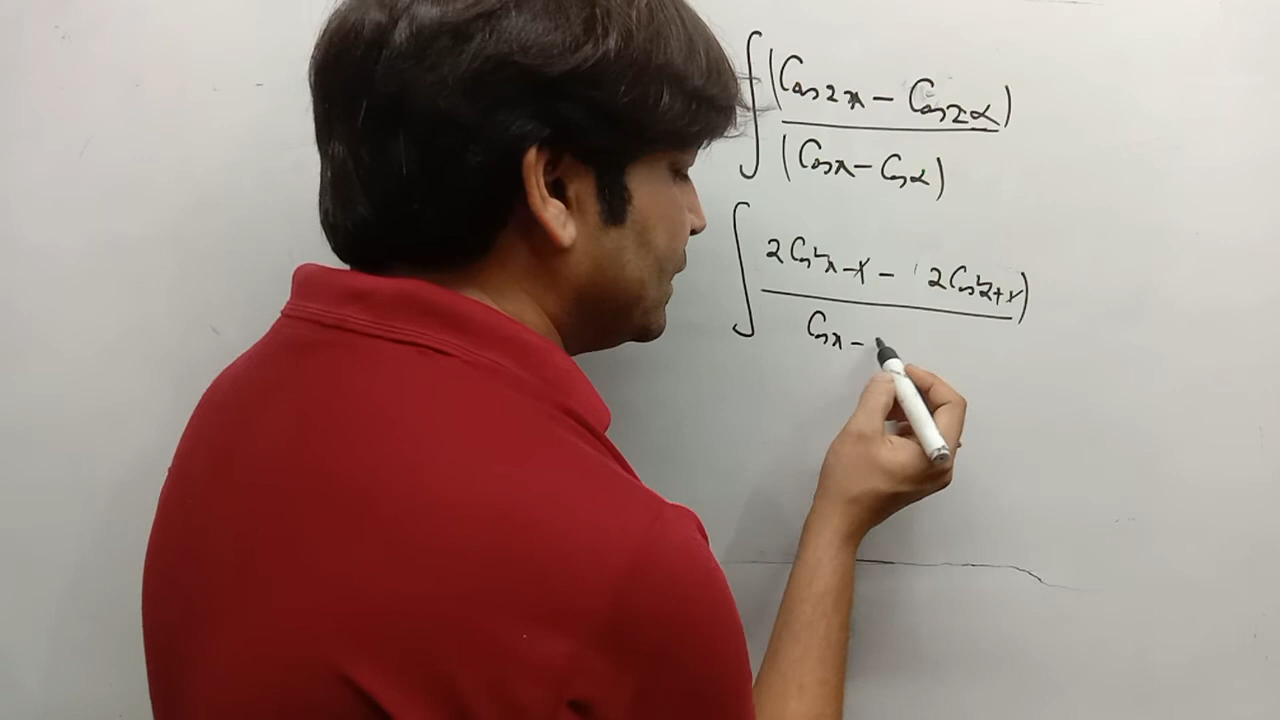 ∫ (Cos2x - Cos2α)
(Cosx - Cosα)
∫ 2Cos²x - 1 - 2Cos²α + 1)
Cosx -